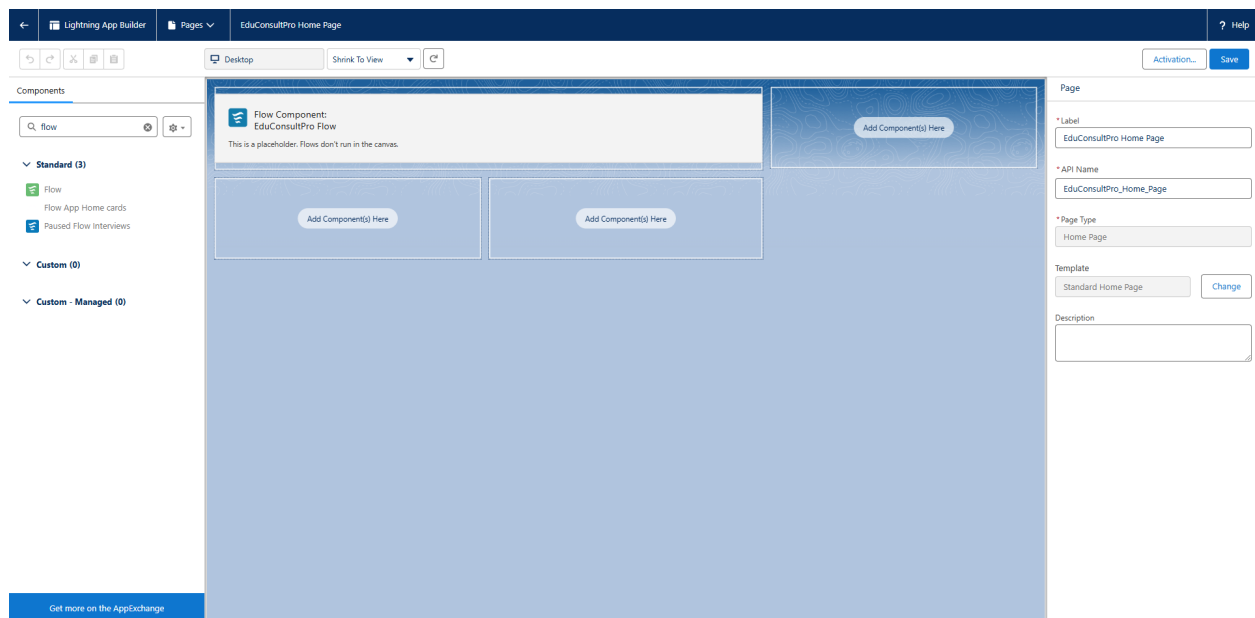 Lightning App Builder
Pages
EduConsultPro Home Page
? Help
Desktop
Shrink To View
Activation...
Save
Components
flow
Standard (3)
Flow
Flow App Home cards
Paused Flow Interviews
Custom (0)
Custom - Managed (0)
Get more on the AppExchange
Flow Component:
EduConsultPro Flow
This is a placeholder. Flows don't run in the canvas.
Add Component(s) Here
Add Component(s) Here
Add Component(s) Here
Page
*Label
EduConsultPro Home Page
*API Name
EduConsultPro_Home_Page
*Page Type
Home Page
Template
Standard Home Page
Change
Description